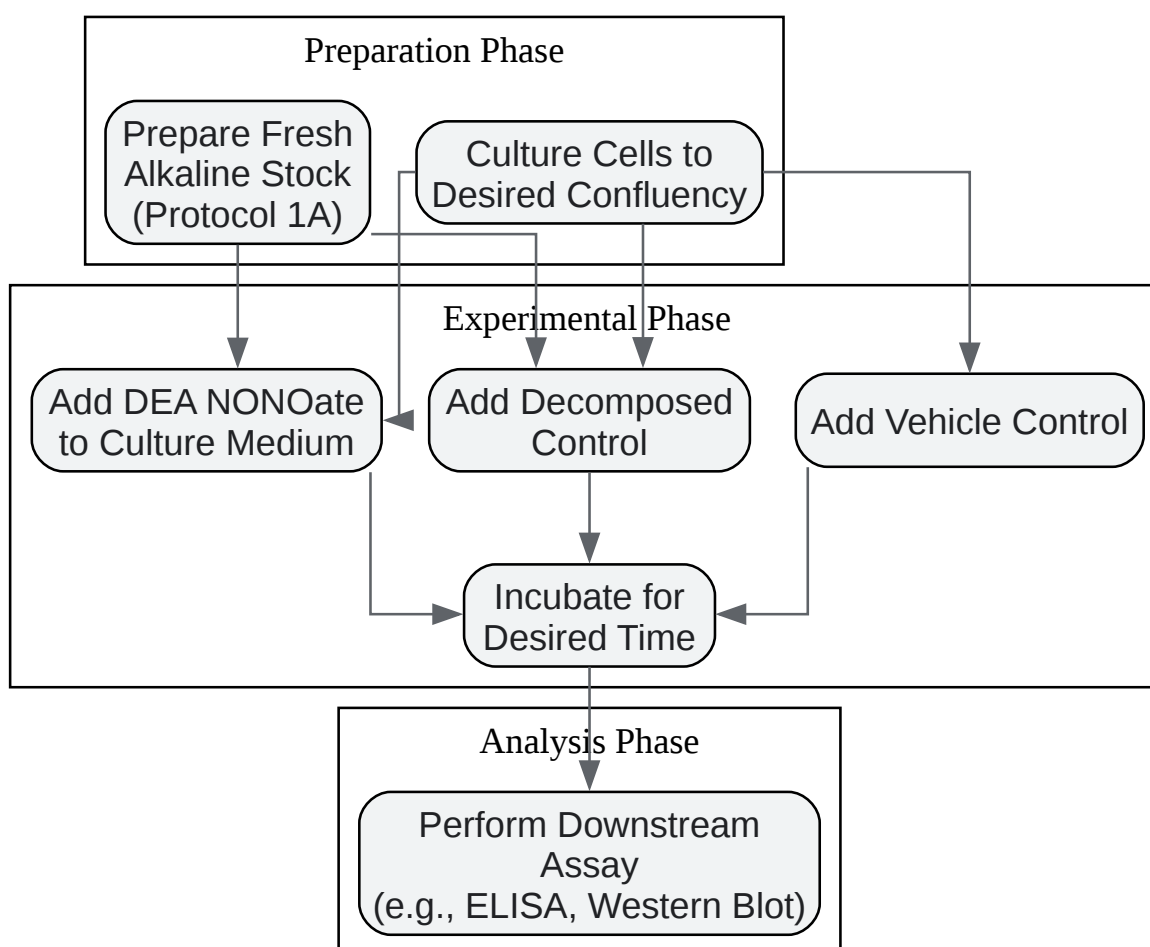 Preparation Phase
Prepare Fresh
Alkaline Stock
(Protocol 1A)
Culture Cells to
Desired Confluency
Experimental Phase
Add DEA NONOate
to Culture Medium
Add Decomposed
Control
Add Vehicle Control
Incubate for
Desired Time
Analysis Phase
Perform Downstream
Assay
(e.g., ELISA, Western Blot)